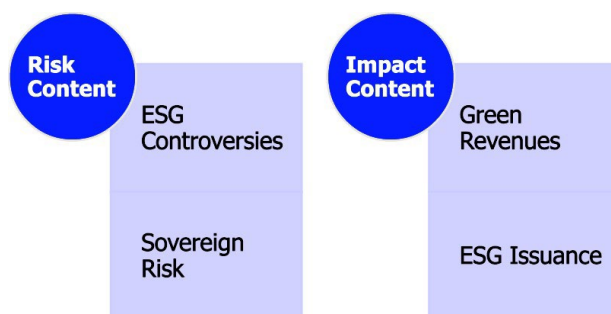 Risk
Content
ESG
Controversies
Sovereign
Risk
Impact
Content
Green
Revenues
ESG Issuance